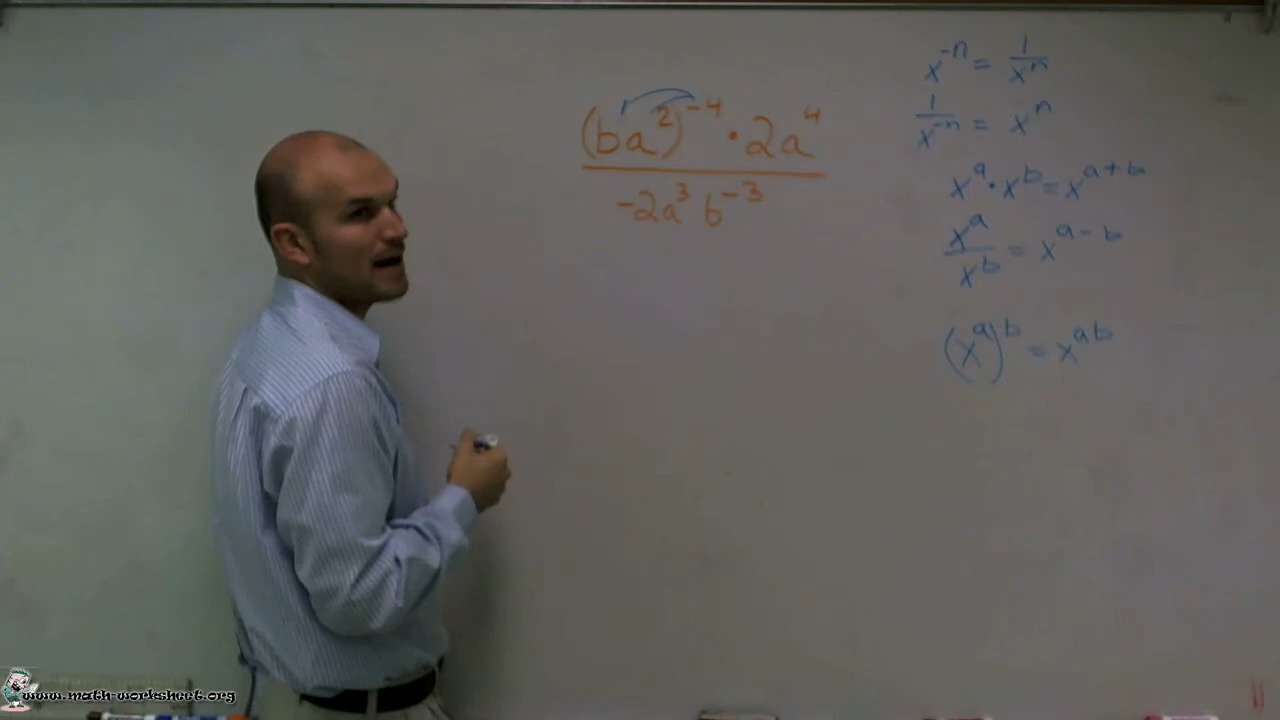 (ba²)⁻⁴ · 2a⁴
-2a³ b⁻³
x⁻ⁿ = 1/xⁿ
1/x⁻ⁿ = xⁿ
xᵃ · xᵇ = xᵃ⁺ᵇ
xᵃ/xᵇ = xᵃ⁻ᵇ
(xᵃ)ᵇ = xᵃᵇ
www.math-worksheet.org